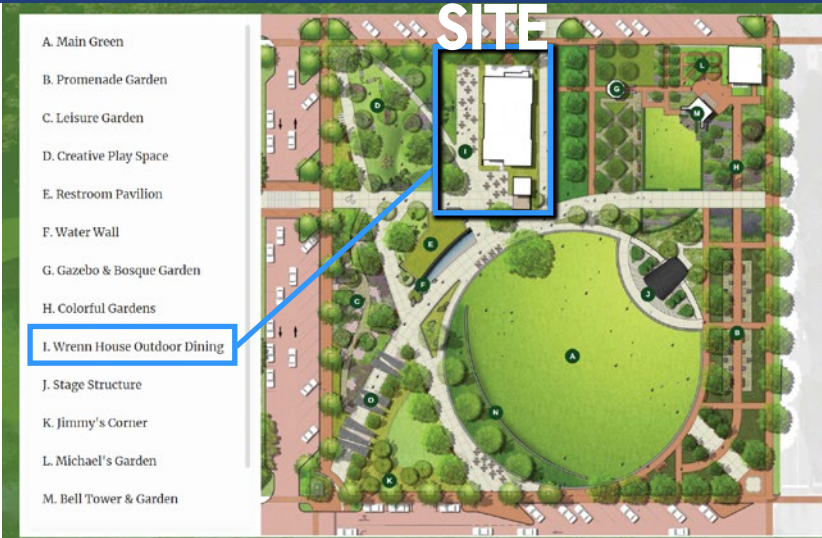 SITE
A. Main Green
B. Promenade Garden
C. Leisure Garden
D. Creative Play Space
E. Restroom Pavilion
F. Water Wall
G. Gazebo & Bosque Garden
H. Colorful Gardens
I. Wrenn House Outdoor Dining
J. Stage Structure
K. Jimmy's Corner
L. Michael's Garden
M. Bell Tower & Garden
D
I
G
L
M
H
E
F
C
J
B
A
O
N
K